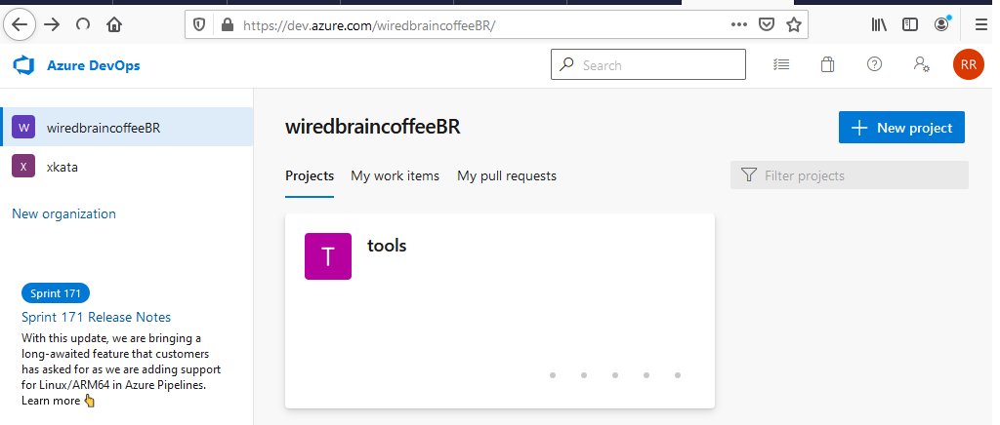 https://dev.azure.com/wiredbraincoffeeBR/
Azure DevOps
Search
RR
W
wiredbraincoffeeBR
X
xkata
New organization
Sprint 171
Sprint 171 Release Notes
With this update, we are bringing a
long-awaited feature that customers
has asked for as we are adding support
for Linux/ARM64 in Azure Pipelines.
Learn more 👆
wiredbraincoffeeBR
New project
Projects My work items My pull requests
Filter projects
T
tools